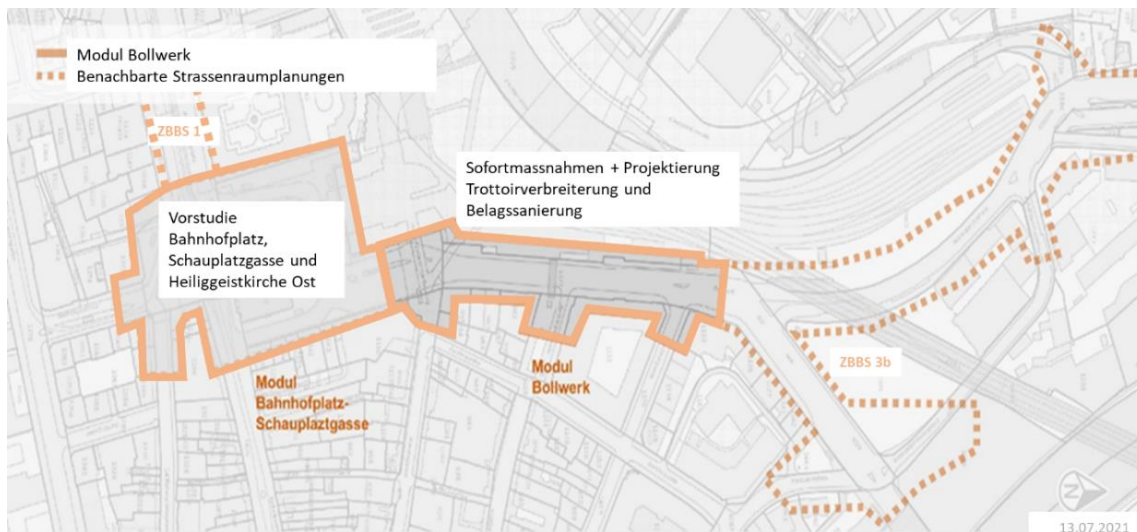 Modul Bollwerk
Benachbarte Strassenraumplanungen
ZBBS 1
Sofortmassnahmen + Projektierung
Trottoirverbreiterung und
Belagssanierung
Vorstudie
Bahnhofplatz,
Schauplatzgasse und
Heiliggeistkirche Ost
Modul
Bahnhofplatz-
Schauplaztgasse
Modul
Bollwerk
ZBBS 3b
N
13.07.2021